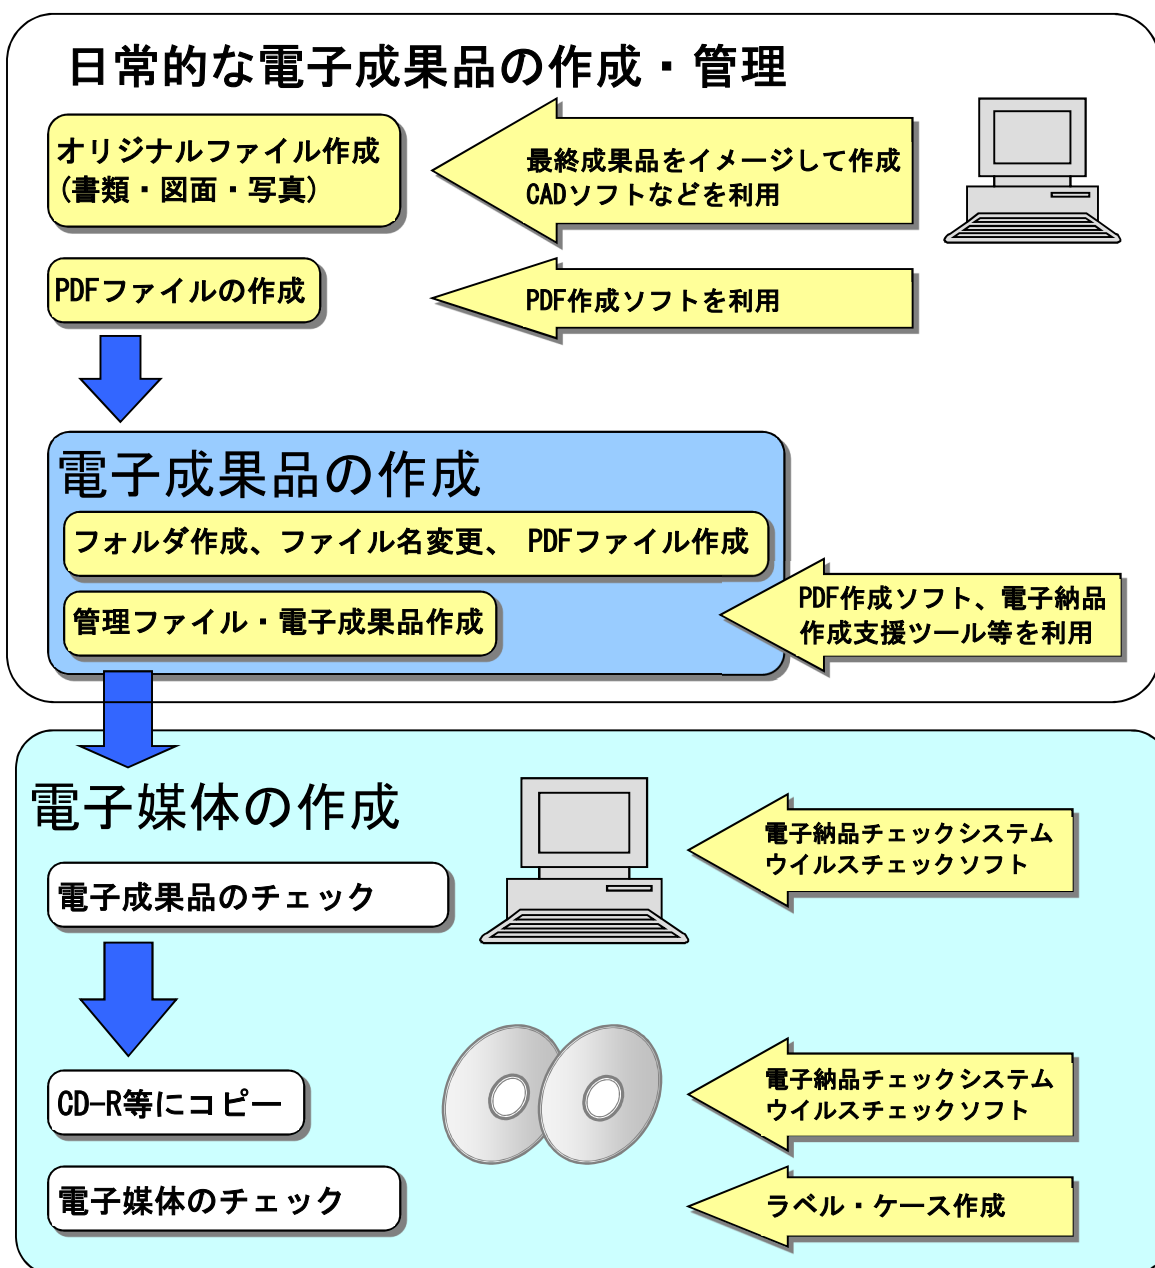 日常的な電子成果品の作成・管理
オリジナルファイル作成
(書類・図面・写真)
最終成果品をイメージして作成
CADソフトなどを利用
PDFファイルの作成
PDF作成ソフトを利用
電子成果品の作成
フォルダ作成、ファイル名変更、 PDFファイル作成
管理ファイル・電子成果品作成
PDF作成ソフト、電子納品
作成支援ツール等を利用
電子媒体の作成
電子納品チェックシステム
ウイルスチェックソフト
電子成果品のチェック
CD-R等にコピー
電子納品チェックシステム
ウイルスチェックソフト
電子媒体のチェック
ラベル・ケース作成